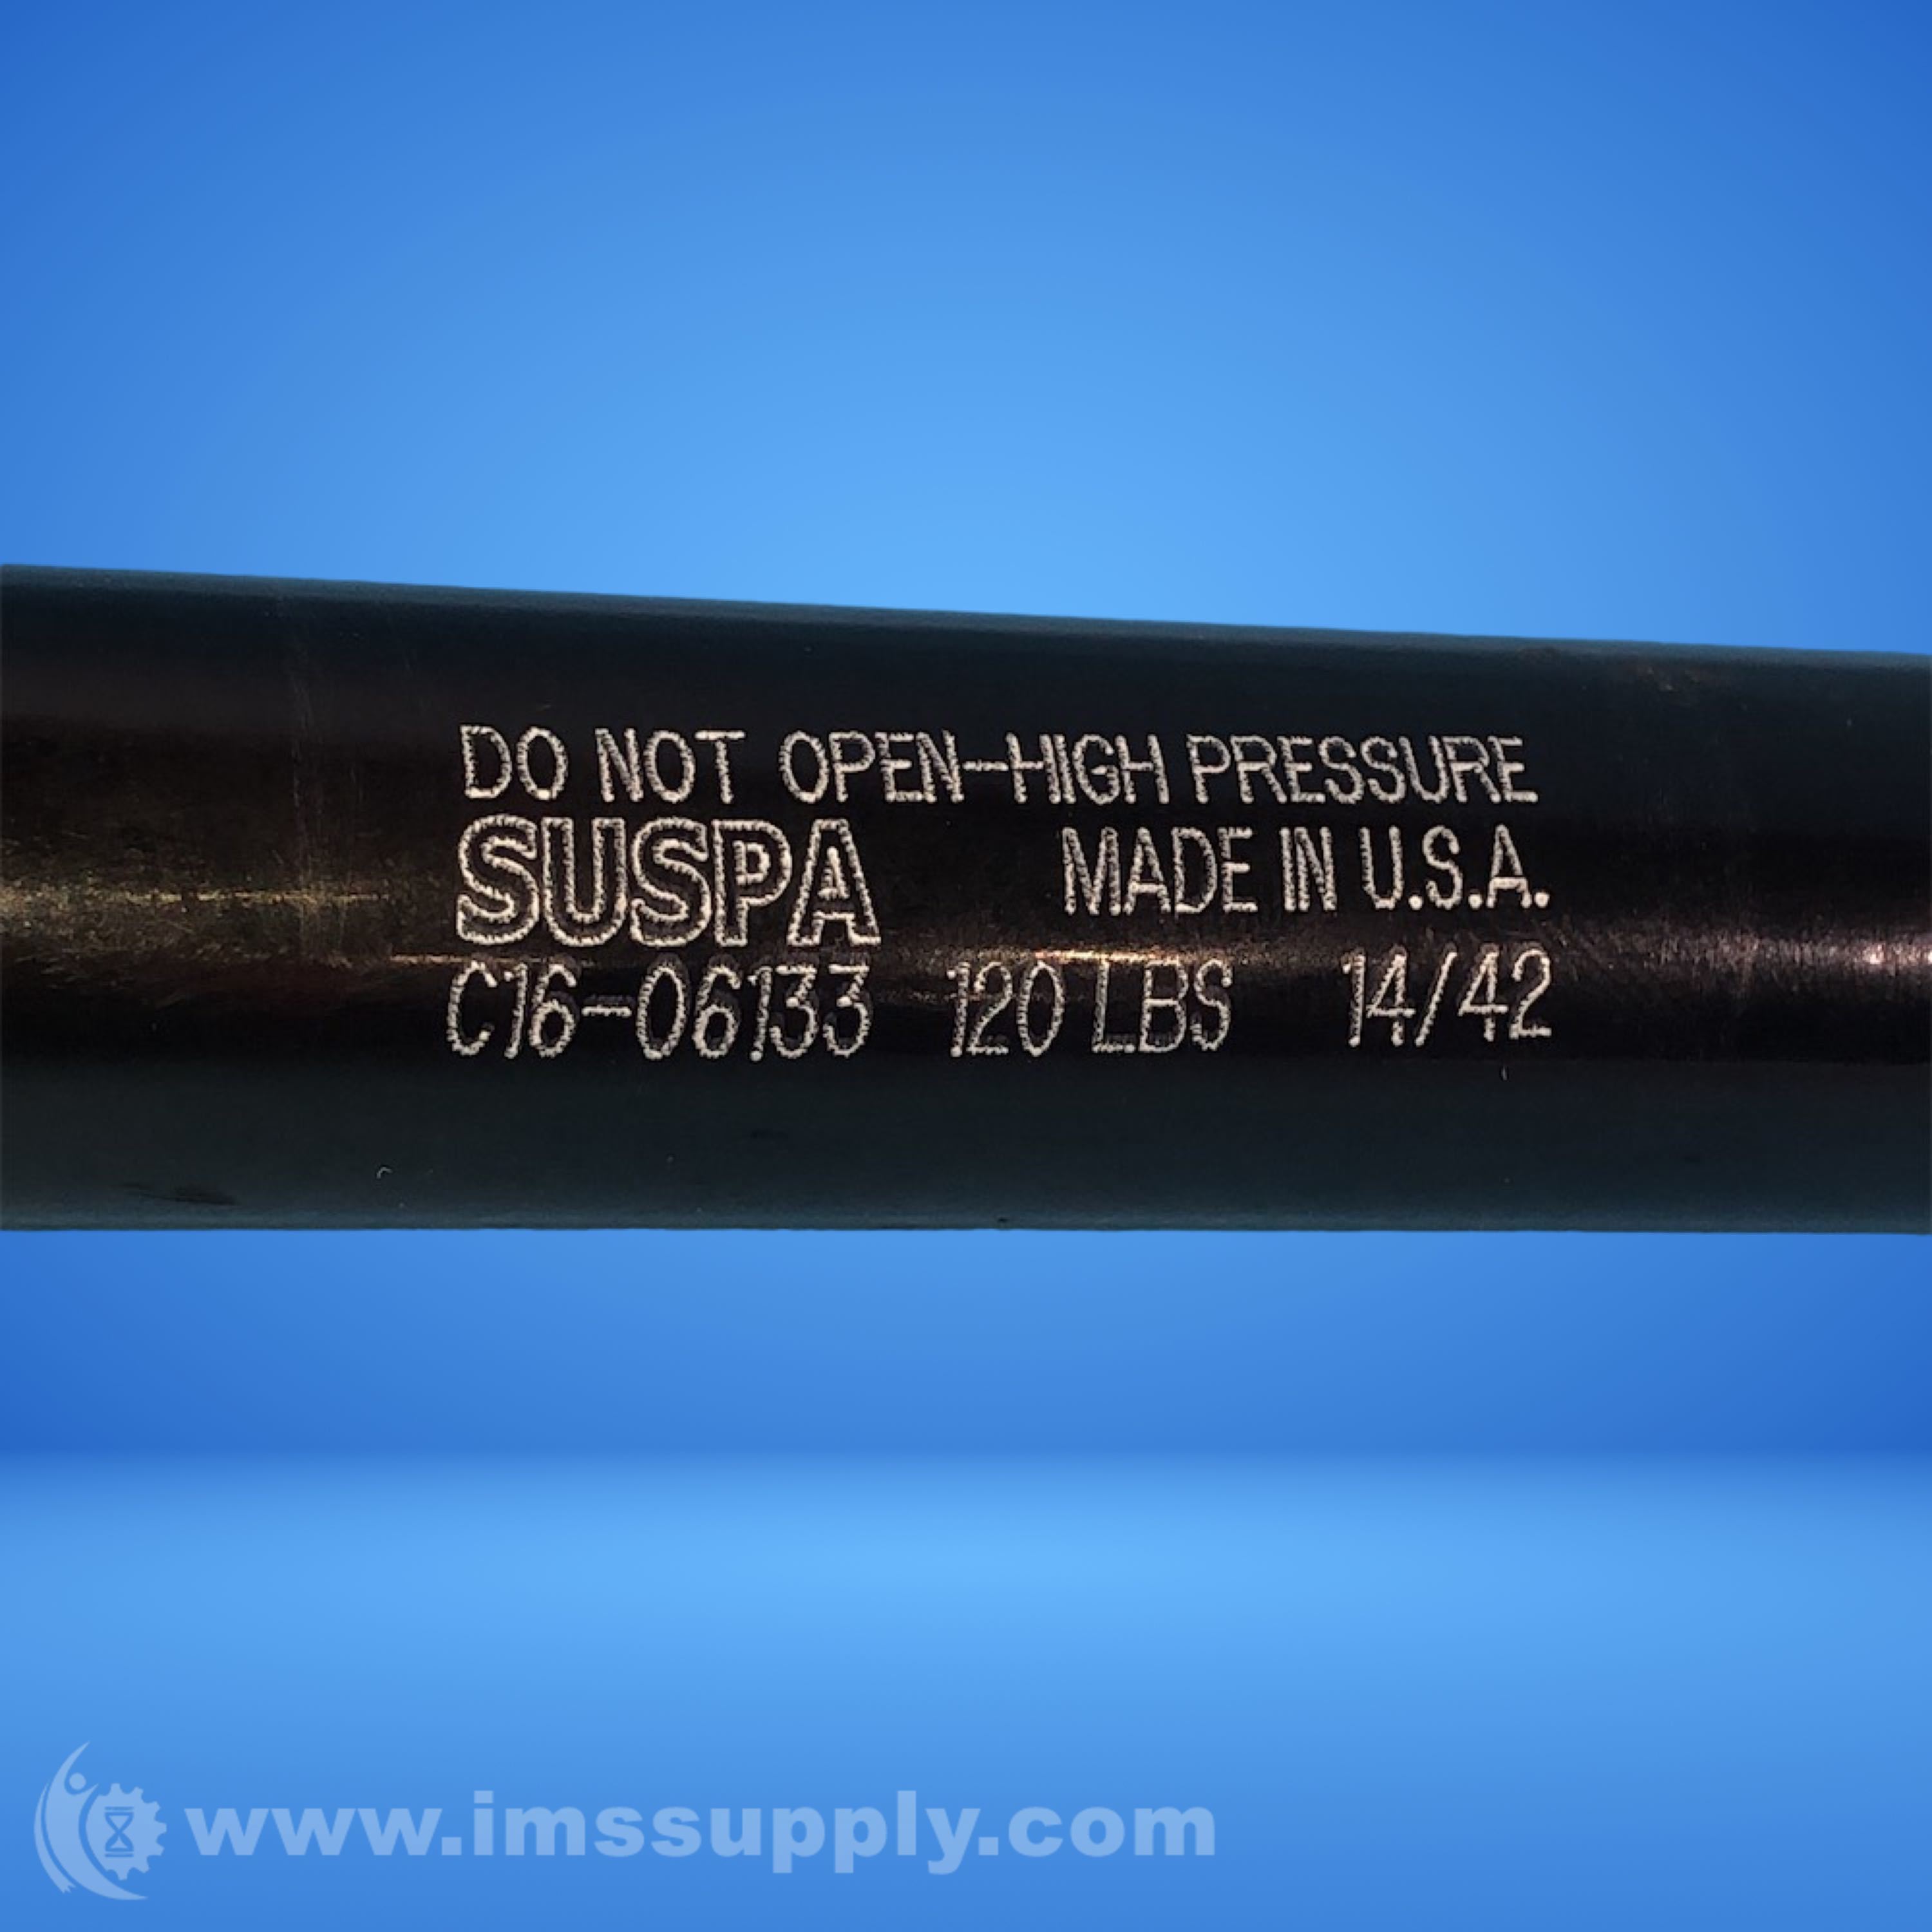 DO NOT OPEN-HIGH PRESSURE
SUSPA MADE IN U.S.A.
C16-06133 120 LBS 14/42
www.imssupply.com